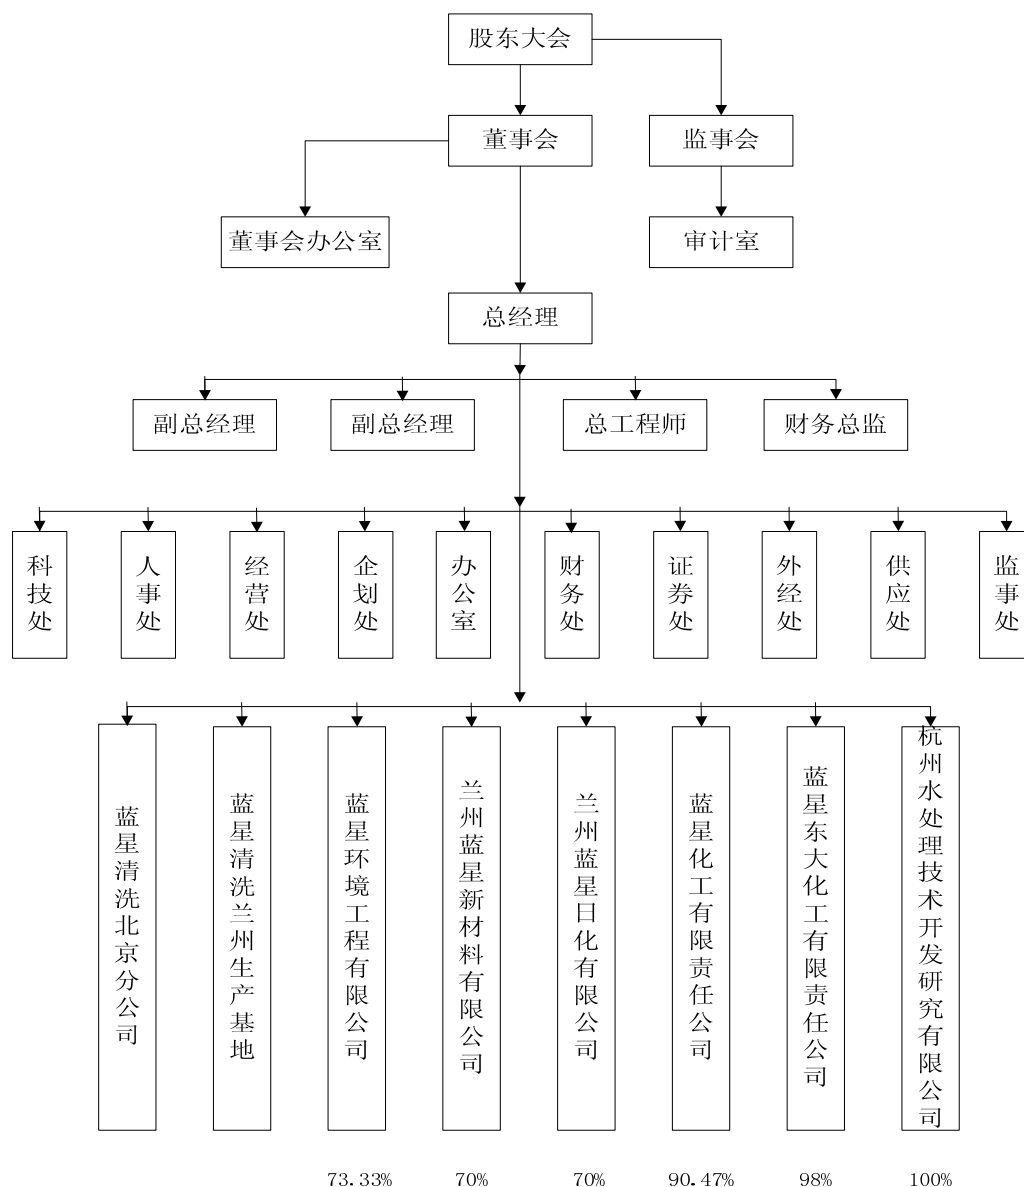 股东大会
董事会
监事会
董事会办公室
审计室
总经理
副总经理
副总经理
总工程师
财务总监
科技处
人事处
经营处
企划处
办公室
财务处
证券处
外经处
供应处
监事处
蓝星清洗北京分公司
蓝星清洗兰州生产基地
蓝星环境工程有限公司
兰州蓝星新材料有限公司
兰州蓝星日化有限公司
蓝星化工有限责任公司
蓝星东大化工有限责任公司
杭州水处理技术开发研究有限公司
73.33%
70%
70%
90.47%
98%
100%